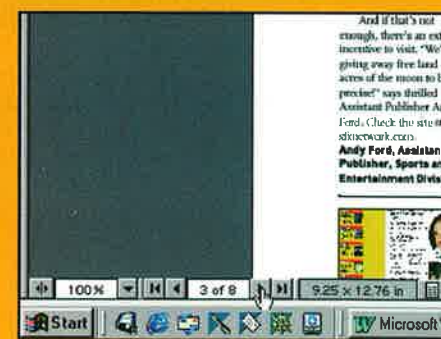 And if that's not
enough, there's an ext
incentive to visit. "We'
giving away free land
acres of the moon to b
precise!" says thrilled
Assistant Publisher A
Ford. Check the site
sfxnetwork.com.
Andy Ford, Assistan
Publisher, Sports an
Entertainment Divis
100% 3 of 8 9.25 x 12.76 in
Start Microsoft